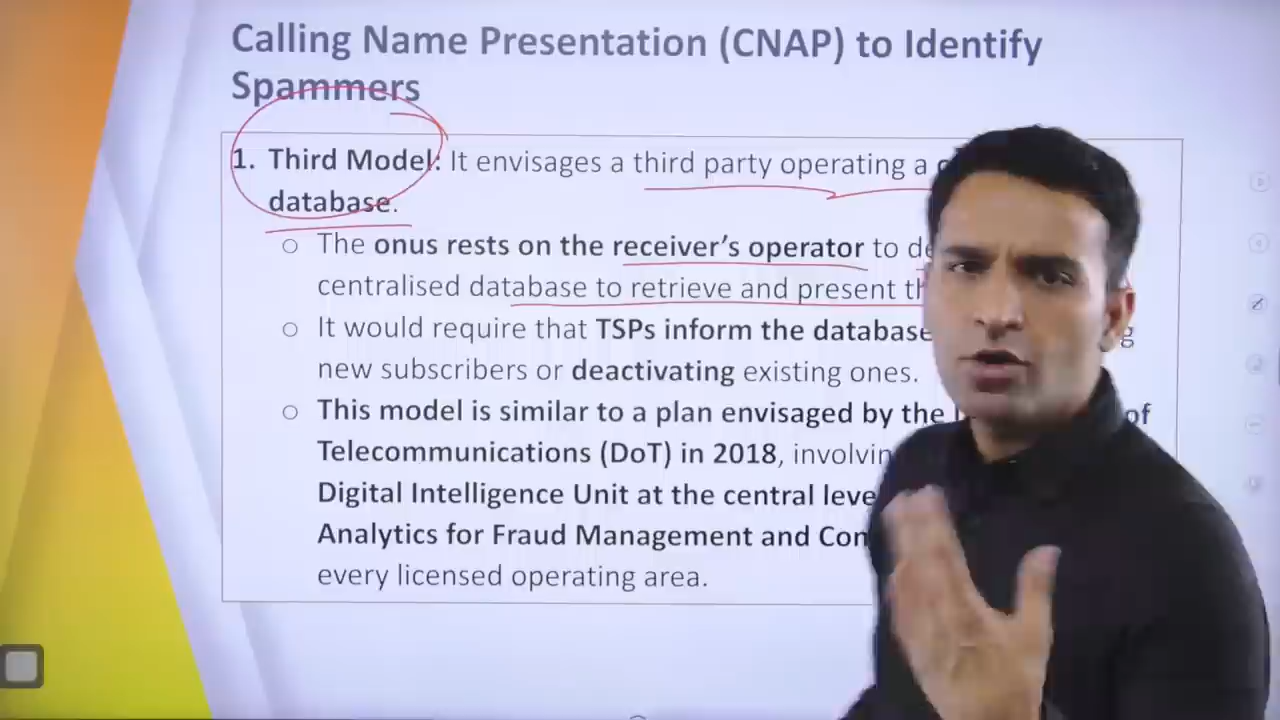 Calling Name Presentation (CNAP) to Identify
Spammers
1. Third Model: It envisages a third party operating a
database.
o The onus rests on the receiver's operator to
centralised database to retrieve and present
It would require that TSPs inform the database
new subscribers or deactivating existing ones.
o This model is similar to a plan envisaged by the of
Telecommunications (DoT) in 2018, involvin
Digital Intelligence Unit at the central leve
Analytics for Fraud Management and Con
every licensed operating area.